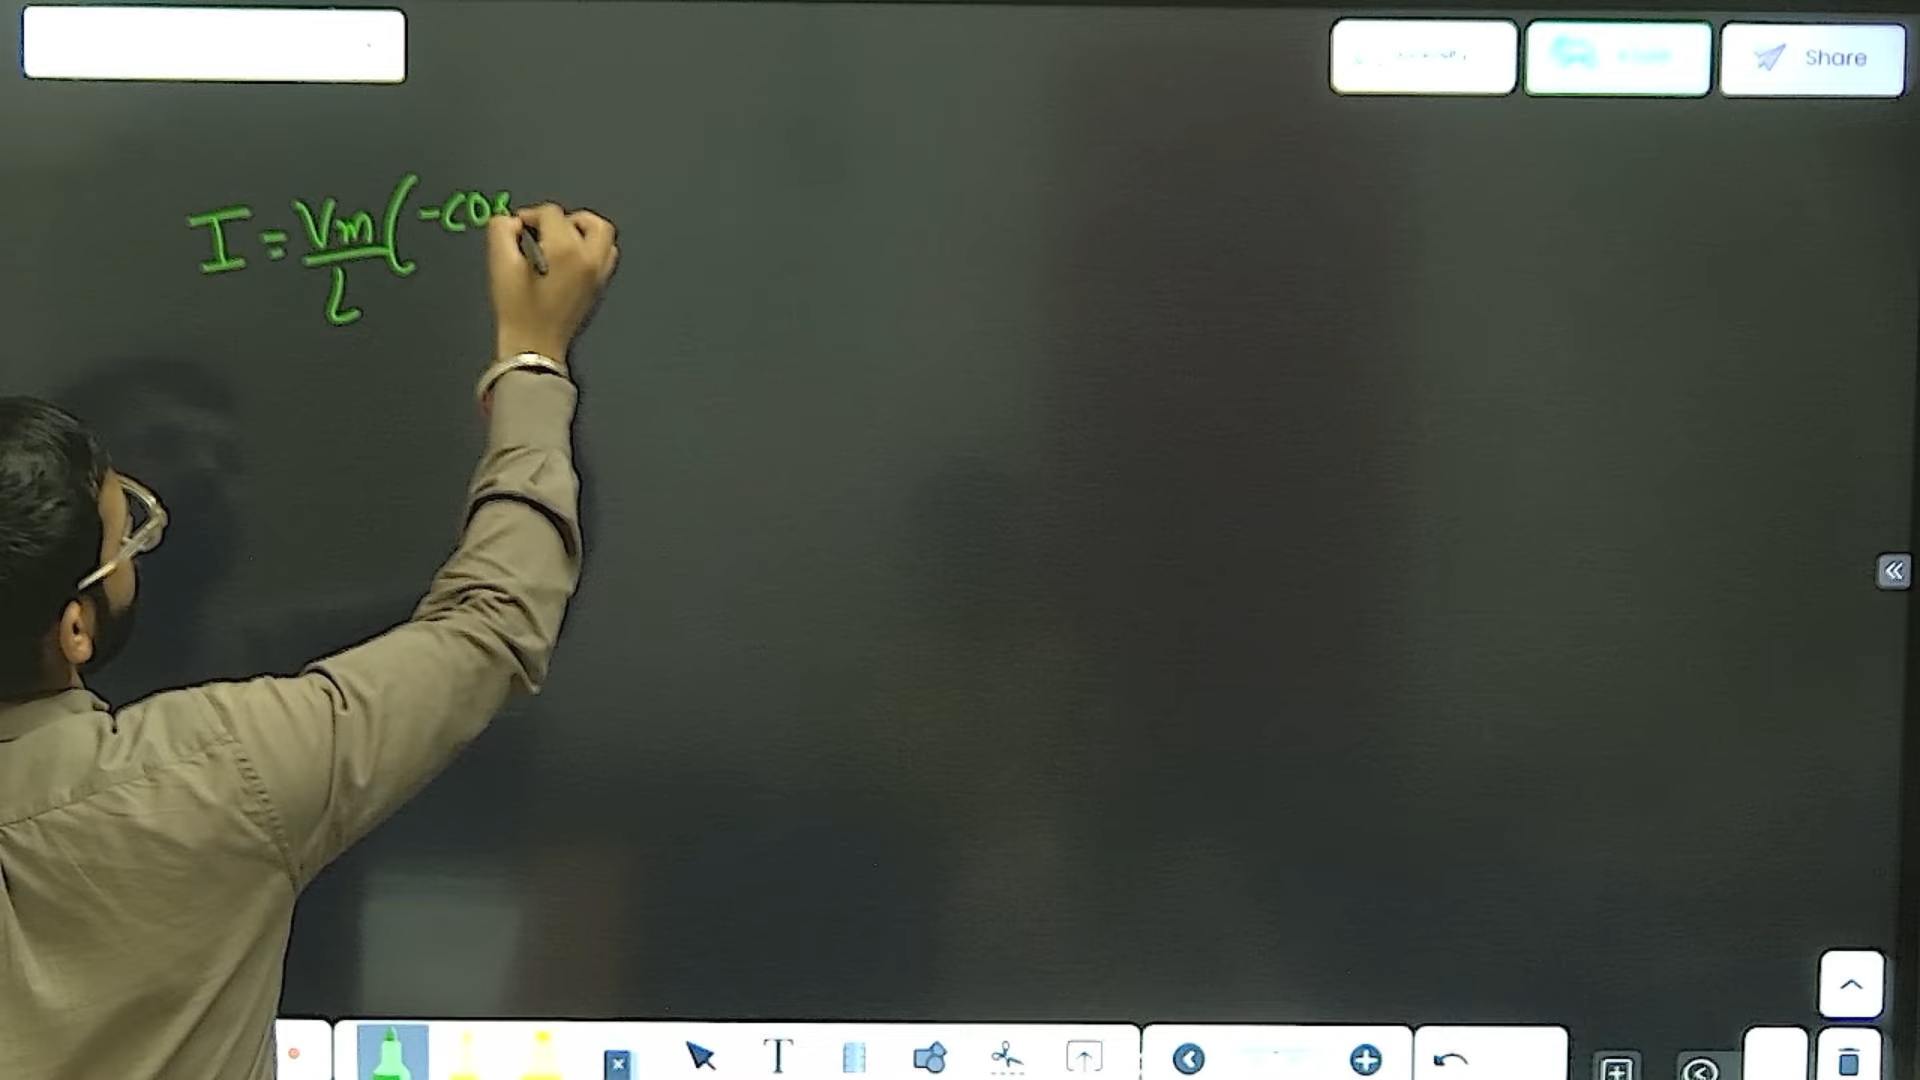 Share
I = Vm/L (-cos
T